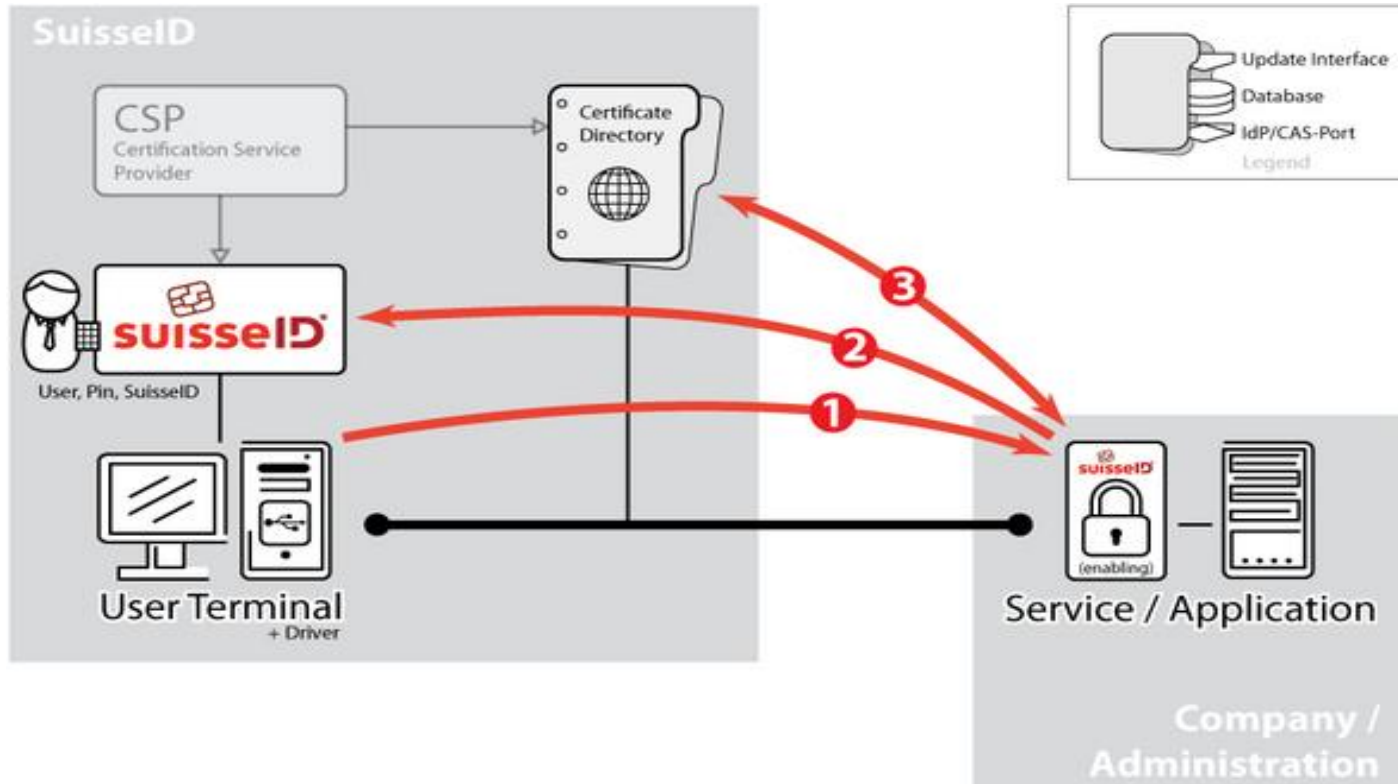 SuisseID
CSP
Certification Service
Provider
Certificate
Directory
Update Interface
Database
IdP/CAS-Port
Legend
suisseID
User, Pin, SuisseID
3
2
1
suisseID
(enabling)
User Terminal
+ Driver
Service / Application
Company /
Administration